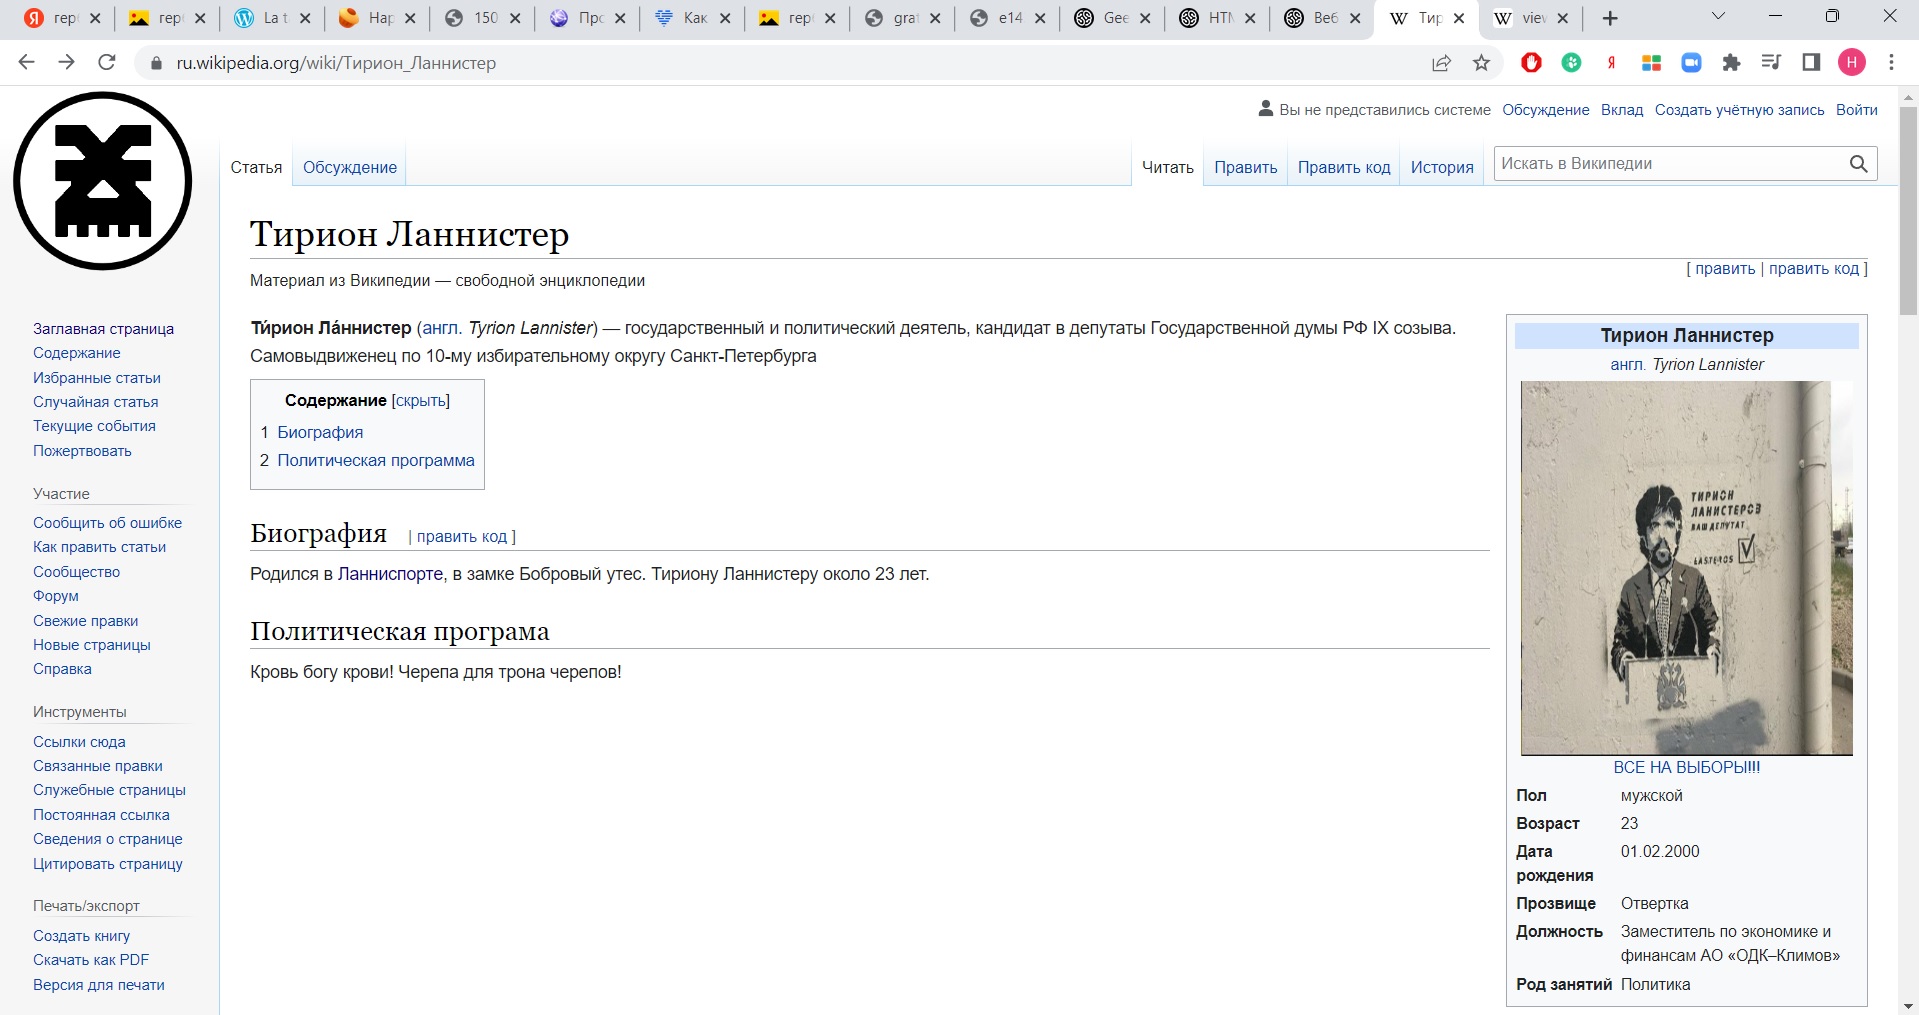 гер
гер
La t
Нар
150
Прс
Как
гер
gra
e14
Gee
HTM
Веб
Тир
viev
ru.wikipedia.org/wiki/Тирион_Ланнистер
Я
Н
Вы не представились системе Обсуждение Вклад Создать учётную запись Войти
Статья Обсуждение Читать Править Править код История Искать в Википедии
Тирион Ланнистер
Материал из Википедии — свободной энциклопедии
[ править | править код ]
Ти́рион Ла́ннистер (англ. Tyrion Lannister) — государственный и политический деятель, кандидат в депутаты Государственной думы РФ IX созыва.
Самовыдвиженец по 10-му избирательному округу Санкт-Петербурга
Содержание [скрыть]
1 Биография
2 Политическая программа
Биография | править код ]
Родился в Ланниспорте, в замке Бобровый утес. Тириону Ланнистеру около 23 лет.
Политическая програма
Кровь богу крови! Черепа для трона черепов!
Заглавная страница
Содержание
Избранные статьи
Случайная статья
Текущие события
Пожертвовать
Участие
Сообщить об ошибке
Как править статьи
Сообщество
Форум
Свежие правки
Новые страницы
Справка
Инструменты
Ссылки сюда
Связанные правки
Служебные страницы
Постоянная ссылка
Сведения о странице
Цитировать страницу
Печать/экспорт
Создать книгу
Скачать как PDF
Версия для печати
Тирион Ланнистер
англ. Tyrion Lannister
ТИРИОН
ЛАНИСТЕРОВ
ВАШ ДЕПУТАТ
ВСЕ НА ВЫБОРЫ!!!
Пол мужской
Возраст 23
Дата рождения 01.02.2000
Прозвище Отвертка
Должность Заместитель по экономике и
финансам АО «ОДК–Климов»
Род занятий Политика